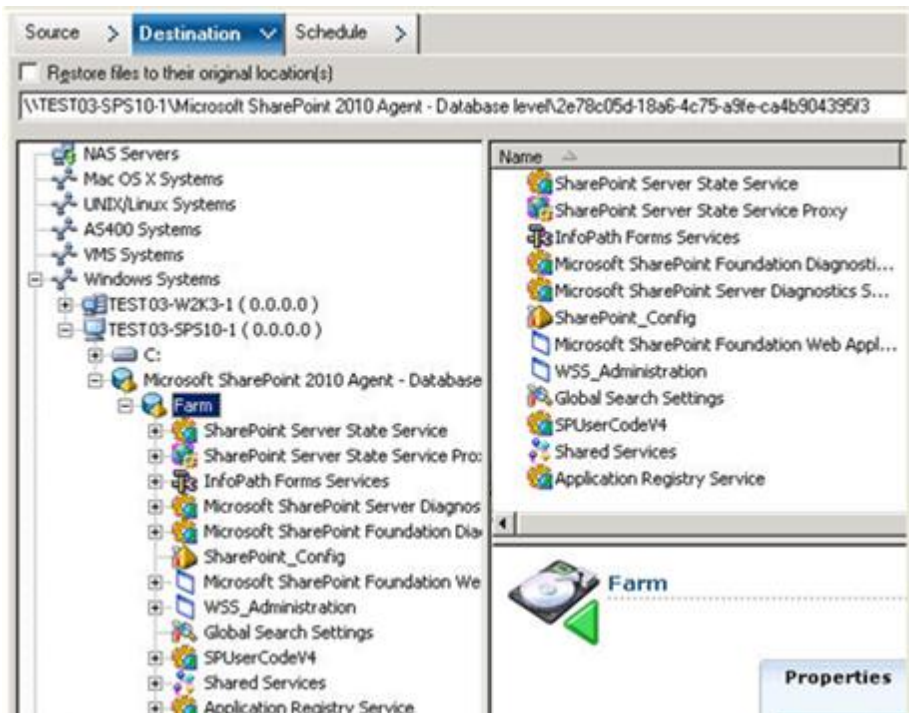 Source > Destination Schedule >
Restore files to their original location(s)
\\TEST03-SPS10-1\Microsoft SharePoint 2010 Agent - Database level\2e78c05d-18a6-4c75-a9fe-ca4b904395f3
NAS Servers
Mac OS X Systems
UNIX/Linux Systems
AS400 Systems
VMS Systems
Windows Systems
TEST03-W2K3-1 ( 0.0.0.0 )
TEST03-SPS10-1 ( 0.0.0.0 )
C:
Microsoft SharePoint 2010 Agent - Database
Farm
SharePoint Server State Service
SharePoint Server State Service Pro
InfoPath Forms Services
Microsoft SharePoint Server Diagnos
Microsoft SharePoint Foundation Dia
SharePoint_Config
Microsoft SharePoint Foundation We
WSS_Administration
Global Search Settings
SPUserCodeV4
Shared Services
Application Registry Service
Name
SharePoint Server State Service
SharePoint Server State Service Proxy
InfoPath Forms Services
Microsoft SharePoint Foundation Diagnosti...
Microsoft SharePoint Server Diagnostics S...
SharePoint_Config
Microsoft SharePoint Foundation Web Appl...
WSS_Administration
Global Search Settings
SPUserCodeV4
Shared Services
Application Registry Service
Farm
Properties